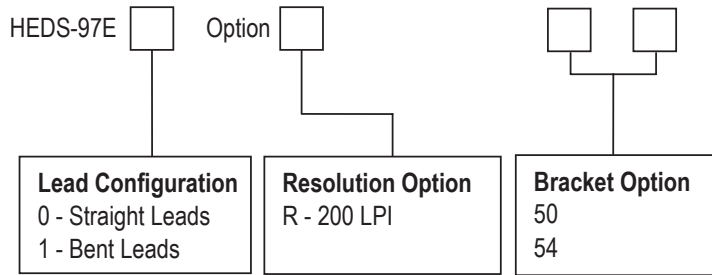 HEDS-97E Option
Lead Configuration
0 - Straight Leads
1 - Bent Leads
Resolution Option
R - 200 LPI
Bracket Option
50
54